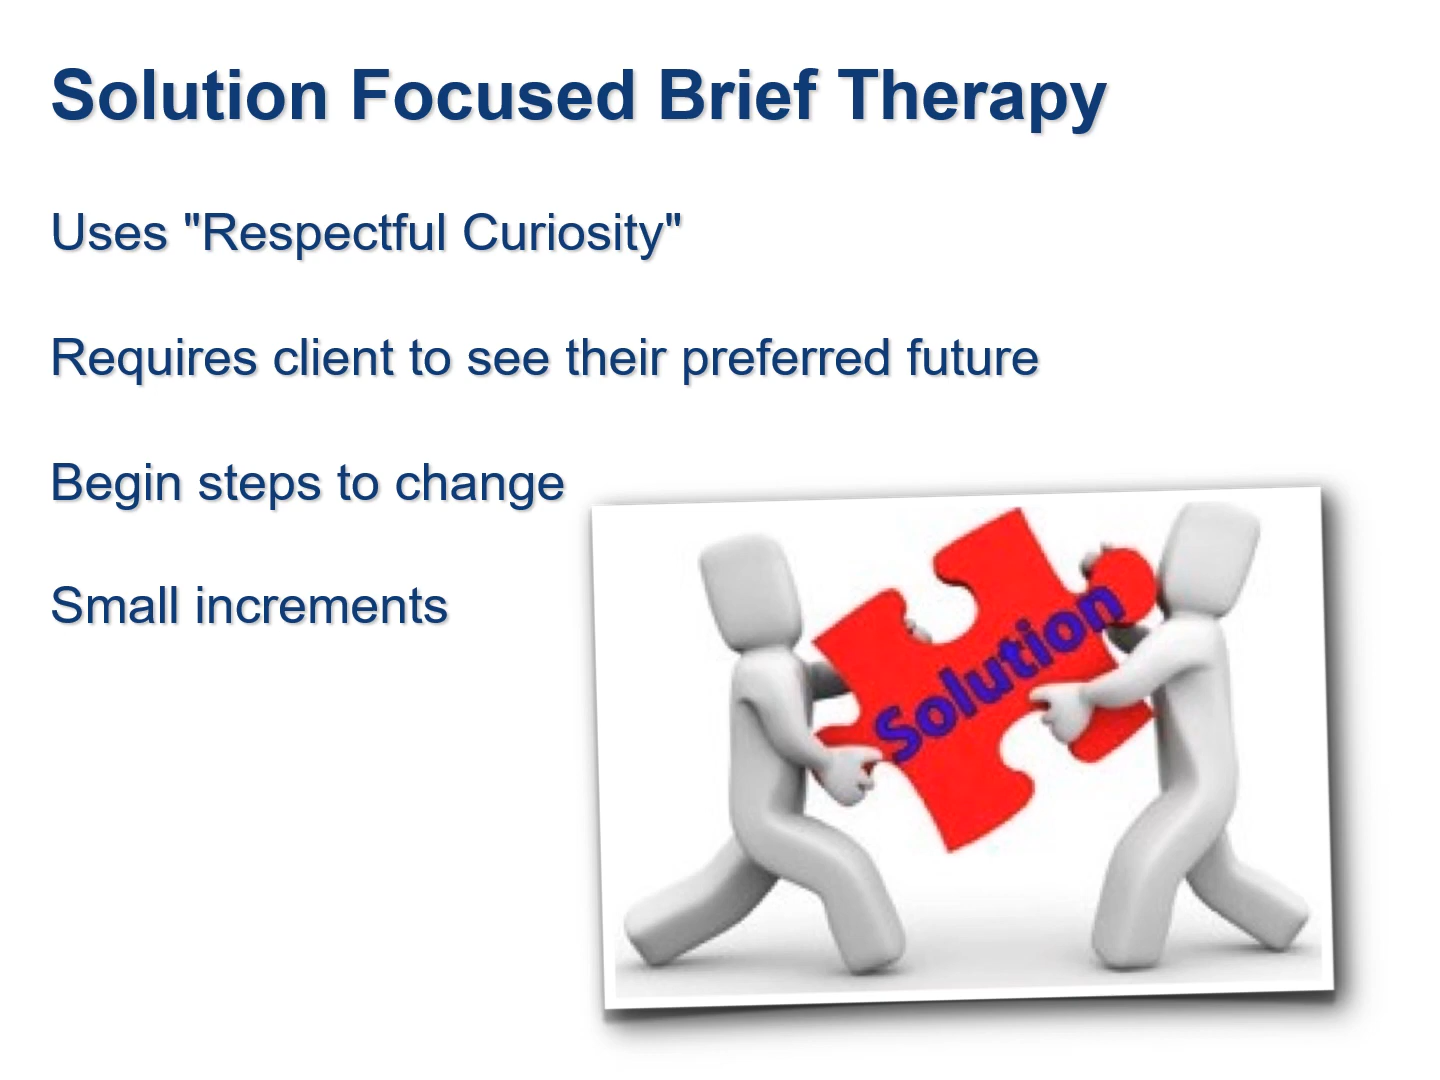 Solution Focused Brief Therapy
Uses "Respectful Curiosity"
Requires client to see their preferred future
Begin steps to change
Small increments
Solution